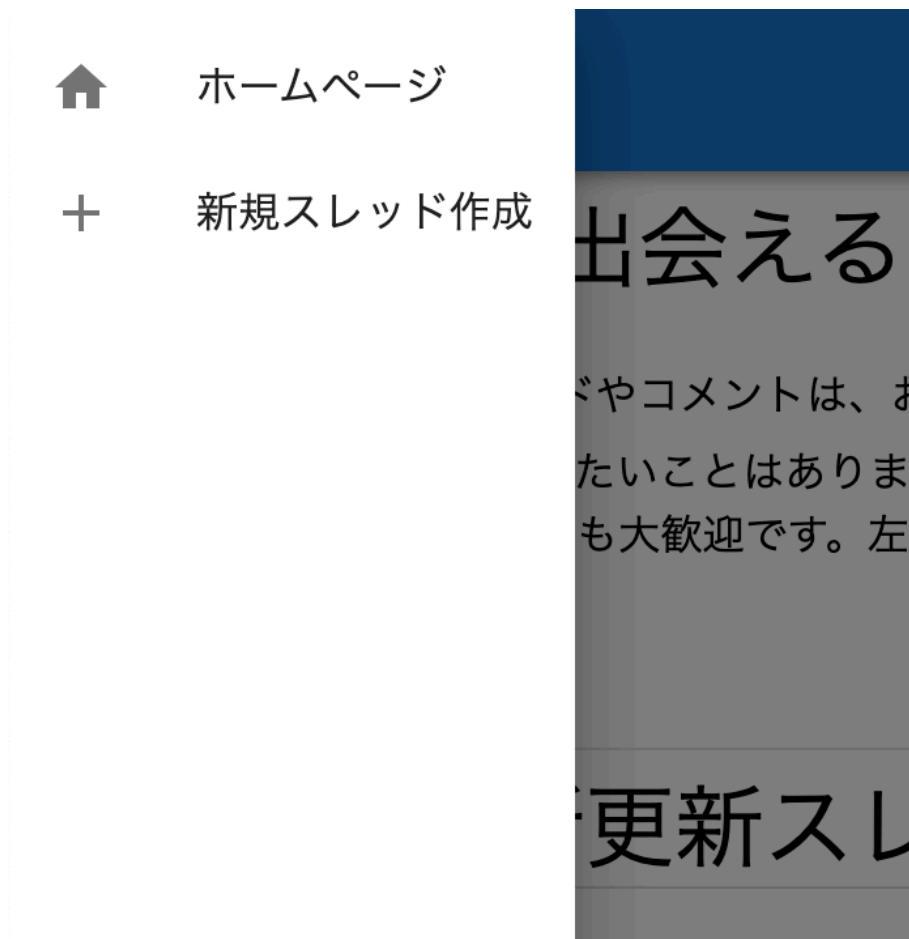 ホームページ
新規スレッド作成
出会える
ドやコメントは、お
たいことはありま
も大歓迎です。左
更新スレ